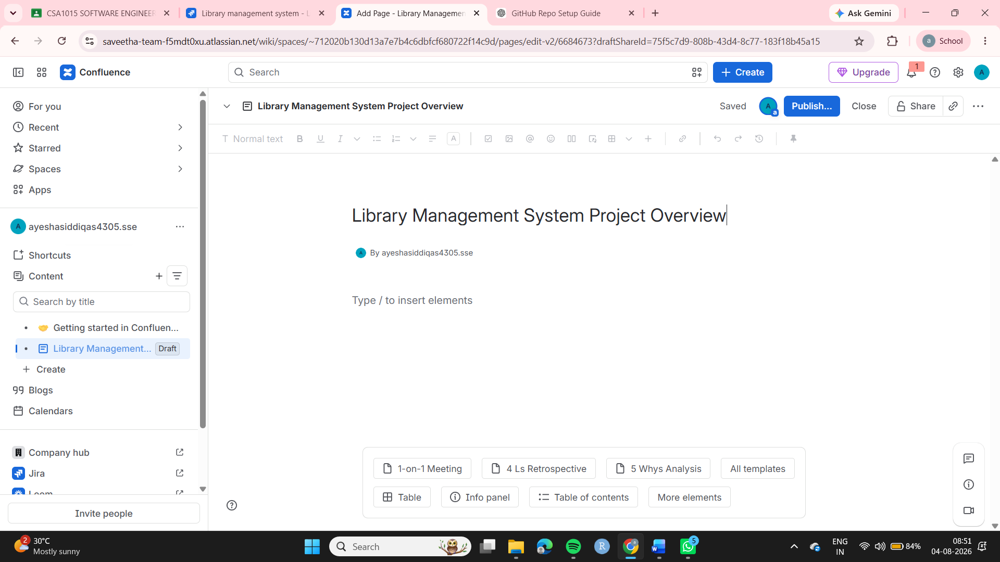 CSA1015 SOFTWARE ENGINEER
Library management system - L
Add Page - Library Managemen
GitHub Repo Setup Guide
Ask Gemini
saveetha-team-f5mdt0xu.atlassian.net/wiki/spaces/~712020b130d13a7e7b4c6dbfcf680722f14c9d/pages/edit-v2/6684673?draftShareId=75f5c7d9-808b-43d4-8c77-183f18b45a15
a School
Confluence
Search
Create
Upgrade
1
A
For you
Recent
Starred
Spaces
Apps
A ayeshasiddiqas4305.sse
Shortcuts
Content
Search by title
Getting started in Confluen...
Library Management... Draft
Create
Blogs
Calendars
Company hub
Jira
Loom
Invite people
Library Management System Project Overview
Saved
A a
Publish...
Close
Share
T Normal text B U I A
Library Management System Project Overview
A By ayeshasiddiqas4305.sse
Type / to insert elements
1-on-1 Meeting 4 Ls Retrospective 5 Whys Analysis All templates
Table Info panel Table of contents More elements
2
30°C
Mostly sunny
Search
R
a
W
5
ENG
IN
84%
08:51
04-08-2026